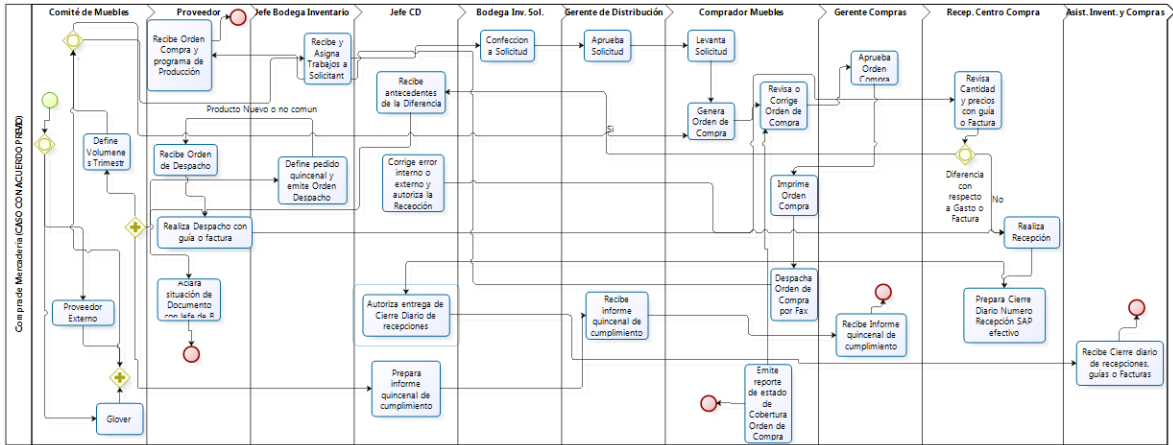 Comité de Muebles
Proveedor
Jefe Bodega Inventario
Jefe CD
Bodega Inv. Sol.
Gerente de Distribución
Comprador Muebles
Gerente Compras
Recep. Centro Compra
Asist. Invent. y Compras
Compra de Mercadería (CASO CON ACUERDO PREVIO)
Recibe Orden
Compra y
programa de
Producción
Recibe y
Asigna
Trabajos a
Solicitant
Confeccion
a Solicitud
Aprueba
Solicitud
Levanta
Solicitud
Aprueba
Orden
Compra
Recibe
antecedentes
de la Diferencia
Revisa o
Corrige
Orden de
Compra
Revisa
Cantidad
y precios
con guía
o Factura
Genera
Orden de
Compra
Producto Nuevo o no comun
Si
Define
Volumene
s Trimestr
Recibe Orden
de Despacho
Define pedido
quincenal y
emite Orden
Despacho
Corrige error
interno o
externo y
autoriza la
Recepción
Imprime
Orden
Compra
Diferencia
con
respecto
a Gasto o
Factura
No
Realiza Despacho con
guía o factura
Realiza
Recepción
Aclara
situación de
Documento
con Jefe de B
Despacha
Orden de
Compra
por Fax
Proveedor
Externo
Autoriza entrega de
Cierre Diario de
recepciones
Recibe
informe
quincenal de
cumplimiento
Prepara Cierre
Diario Numero
Recepción SAP
efectivo
Recibe Informe
quincenal de
cumplimiento
Recibe Cierre diario
de recepciones,
guías o Facturas
Prepara
informe
quincenal de
cumplimiento
Emite
reporte
de estado
de
Cobertura
Orden de
Compra
Glover